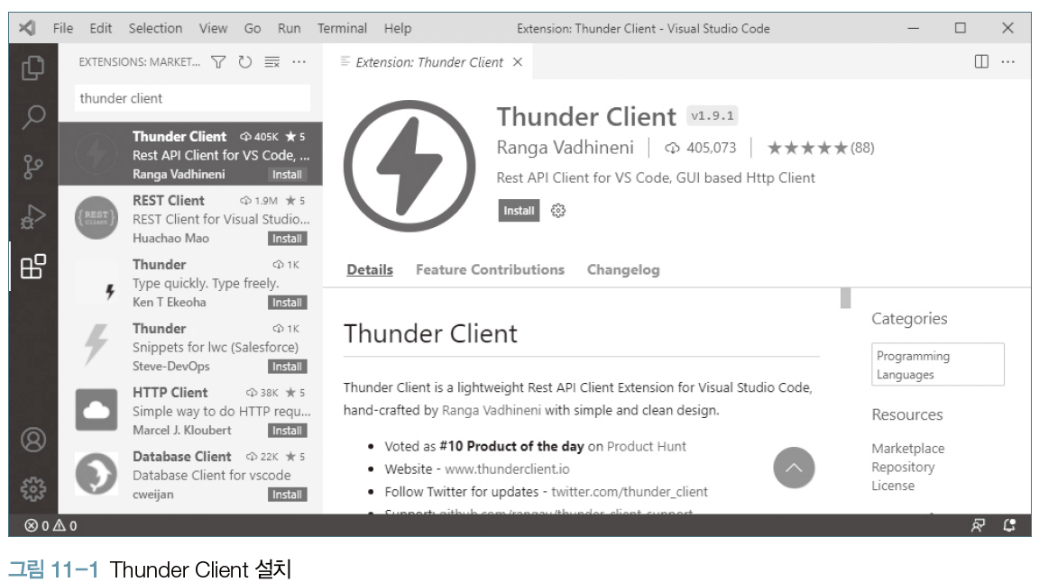 File Edit Selection View Go Run Terminal Help Extension: Thunder Client - Visual Studio Code
EXTENSIONS: MARKET...
thunder client
Thunder Client 405K ★ 5
Rest API Client for VS Code, ...
Ranga Vadhineni Install
REST Client 1.9M ★ 5
REST Client for Visual Studio...
Huachao Mao Install
Thunder 1K
Type quickly. Type freely.
Ken T Ekeoha Install
Thunder 1K
Snippets for lwc (Salesforce)
Steve-DevOps Install
HTTP Client 38K ★ 5
Simple way to do HTTP requ...
Marcel J. Kloubert Install
Database Client 22K ★ 5
Database Client for vscode
cweijan Install
Extension: Thunder Client
Thunder Client v1.9.1
Ranga Vadhineni | 405,073 | ★★★★★(88)
Rest API Client for VS Code, GUI based Http Client
Install
Details Feature Contributions Changelog
Thunder Client
Thunder Client is a lightweight Rest API Client Extension for Visual Studio Code,
hand-crafted by Ranga Vadhineni with simple and clean design.
• Voted as #10 Product of the day on Product Hunt
• Website - www.thunderclient.io
• Follow Twitter for updates - twitter.com/thunder_client
• Support: github.com/rangav/thunder-client-support
Categories
Programming
Languages
Resources
Marketplace
Repository
License
0 0
그림 11-1 Thunder Client 설치